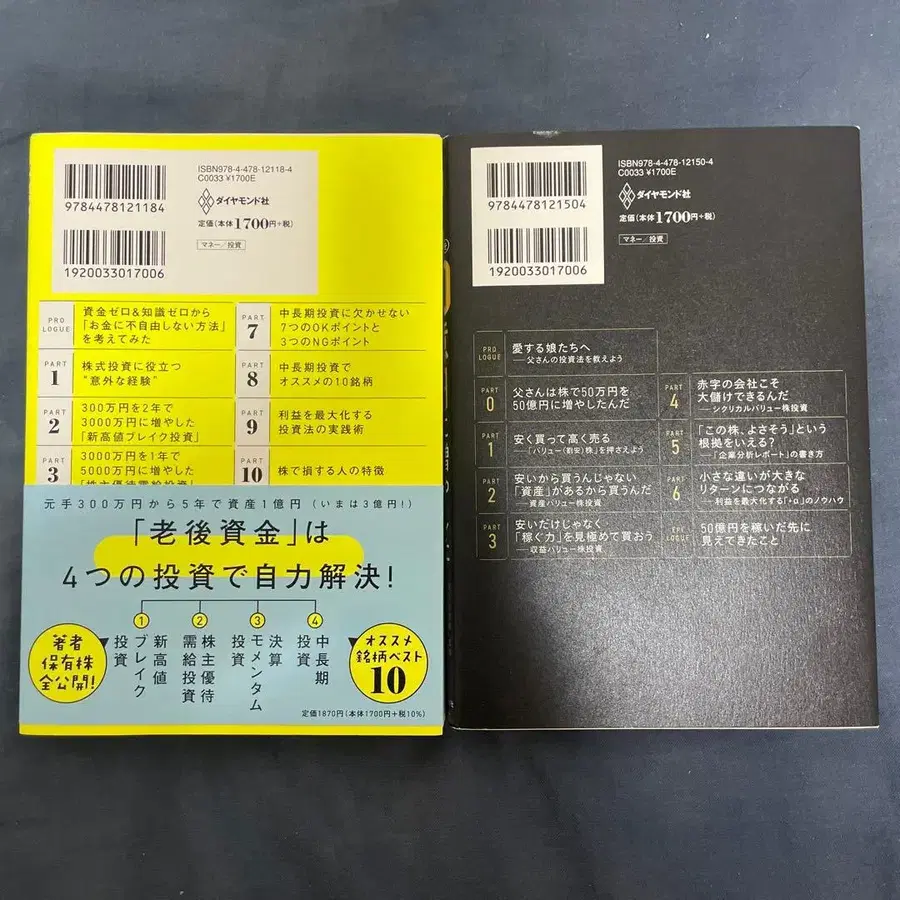 ISBN978-4-478-12118-4
C0033 ¥1700E
ダイヤモンド社
定価(本体1700円+税)
マネー/投資
9784478121184
1920033017006
PROLOGUE
資金ゼロ&知識ゼロから
「お金に不自由しない方法」
を考えてみた
PART 1
株式投資に役立つ
"意外な経験"
PART 2
300万円を2年で
3000万円に増やした
「新高値ブレイク投資」
PART 3
3000万円を1年で
5000万円に増やした
「株主優待需給投資」
PART 7
中長期投資に欠かせない
7つのOKポイントと
3つのNGポイント
PART 8
中長期投資で
オススメの10銘柄
PART 9
利益を最大化する
投資法の実践術
PART 10
株で損する人の特徴
元手300万円から5年で資産1億円(いまは3億円!)
「老後資金」は
4つの投資で自力解決!
1
新高値
ブレイク
投資
2
株主優待
需給投資
3
決算
モメンタム
投資
4
中長期
投資
著者
保有株
全公開!
オススメ
銘柄ベスト
10
定価1870円(本体1700円+税10%)
ISBN978-4-478-12150-4
C0033 ¥1700E
ダイヤモンド社
定価(本体1700円+税)
マネー/投資
9784478121504
1920033017006
PROLOGUE
愛する娘たちへ
──父さんの投資法を教えよう
PART 0
父さんは株で50万円を
50億円に増やしたんだ
PART 1
安く買って高く売る
──「バリュー(割安)株」を押さえよう
PART 2
安いから買うんじゃない
「資産」があるから買うんだ
──資産バリュー株投資
PART 3
安いだけじゃなく
「稼ぐ力」を見極めて買おう
──収益バリュー株投資
PART 4
赤字の会社こそ
大儲けできるんだ
──シクリカルバリュー株投資
PART 5
「この株、よさそう」という
根拠をいえる?
──「企業分析レポート」の書き方
PART 6
小さな違いが大きな
リターンにつながる
──利益を最大化する「+α」のノウハウ
EPILOGUE
50億円を稼いだ先に
見えてきたこと